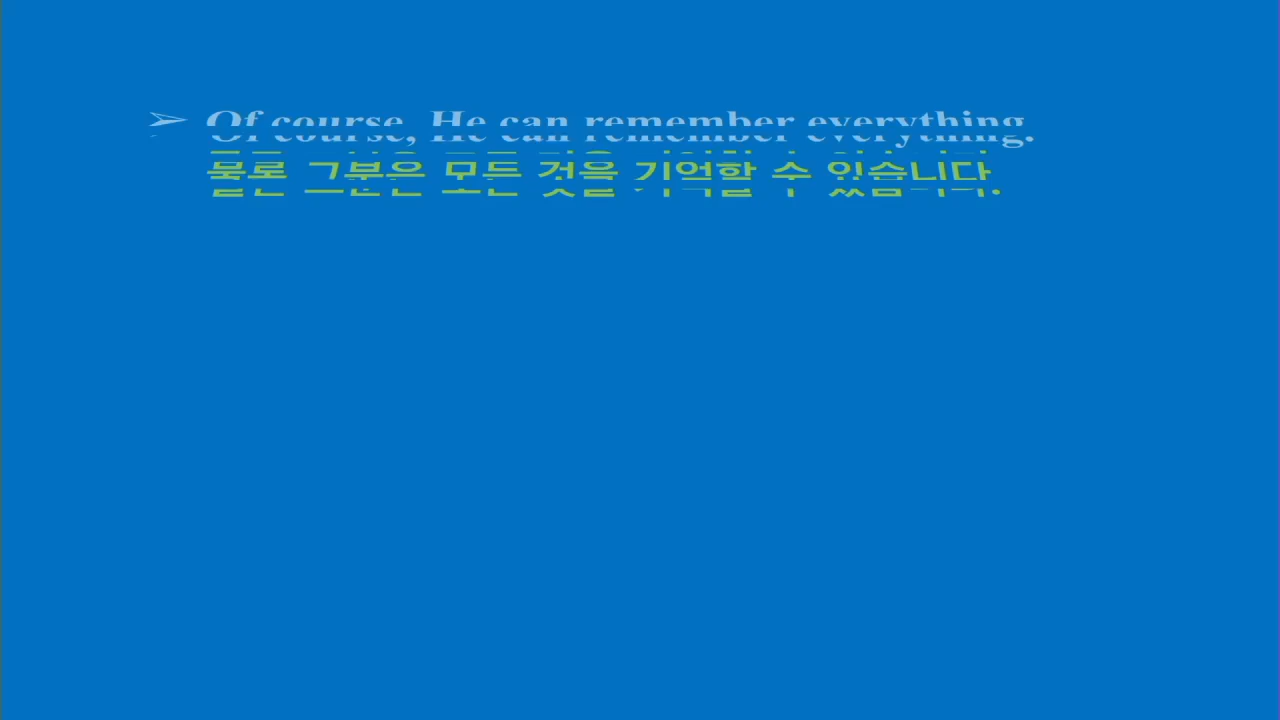 ➢ Of course, He can remember everything.
물론 그분은 모든 것을 기억할 수 있습니다.